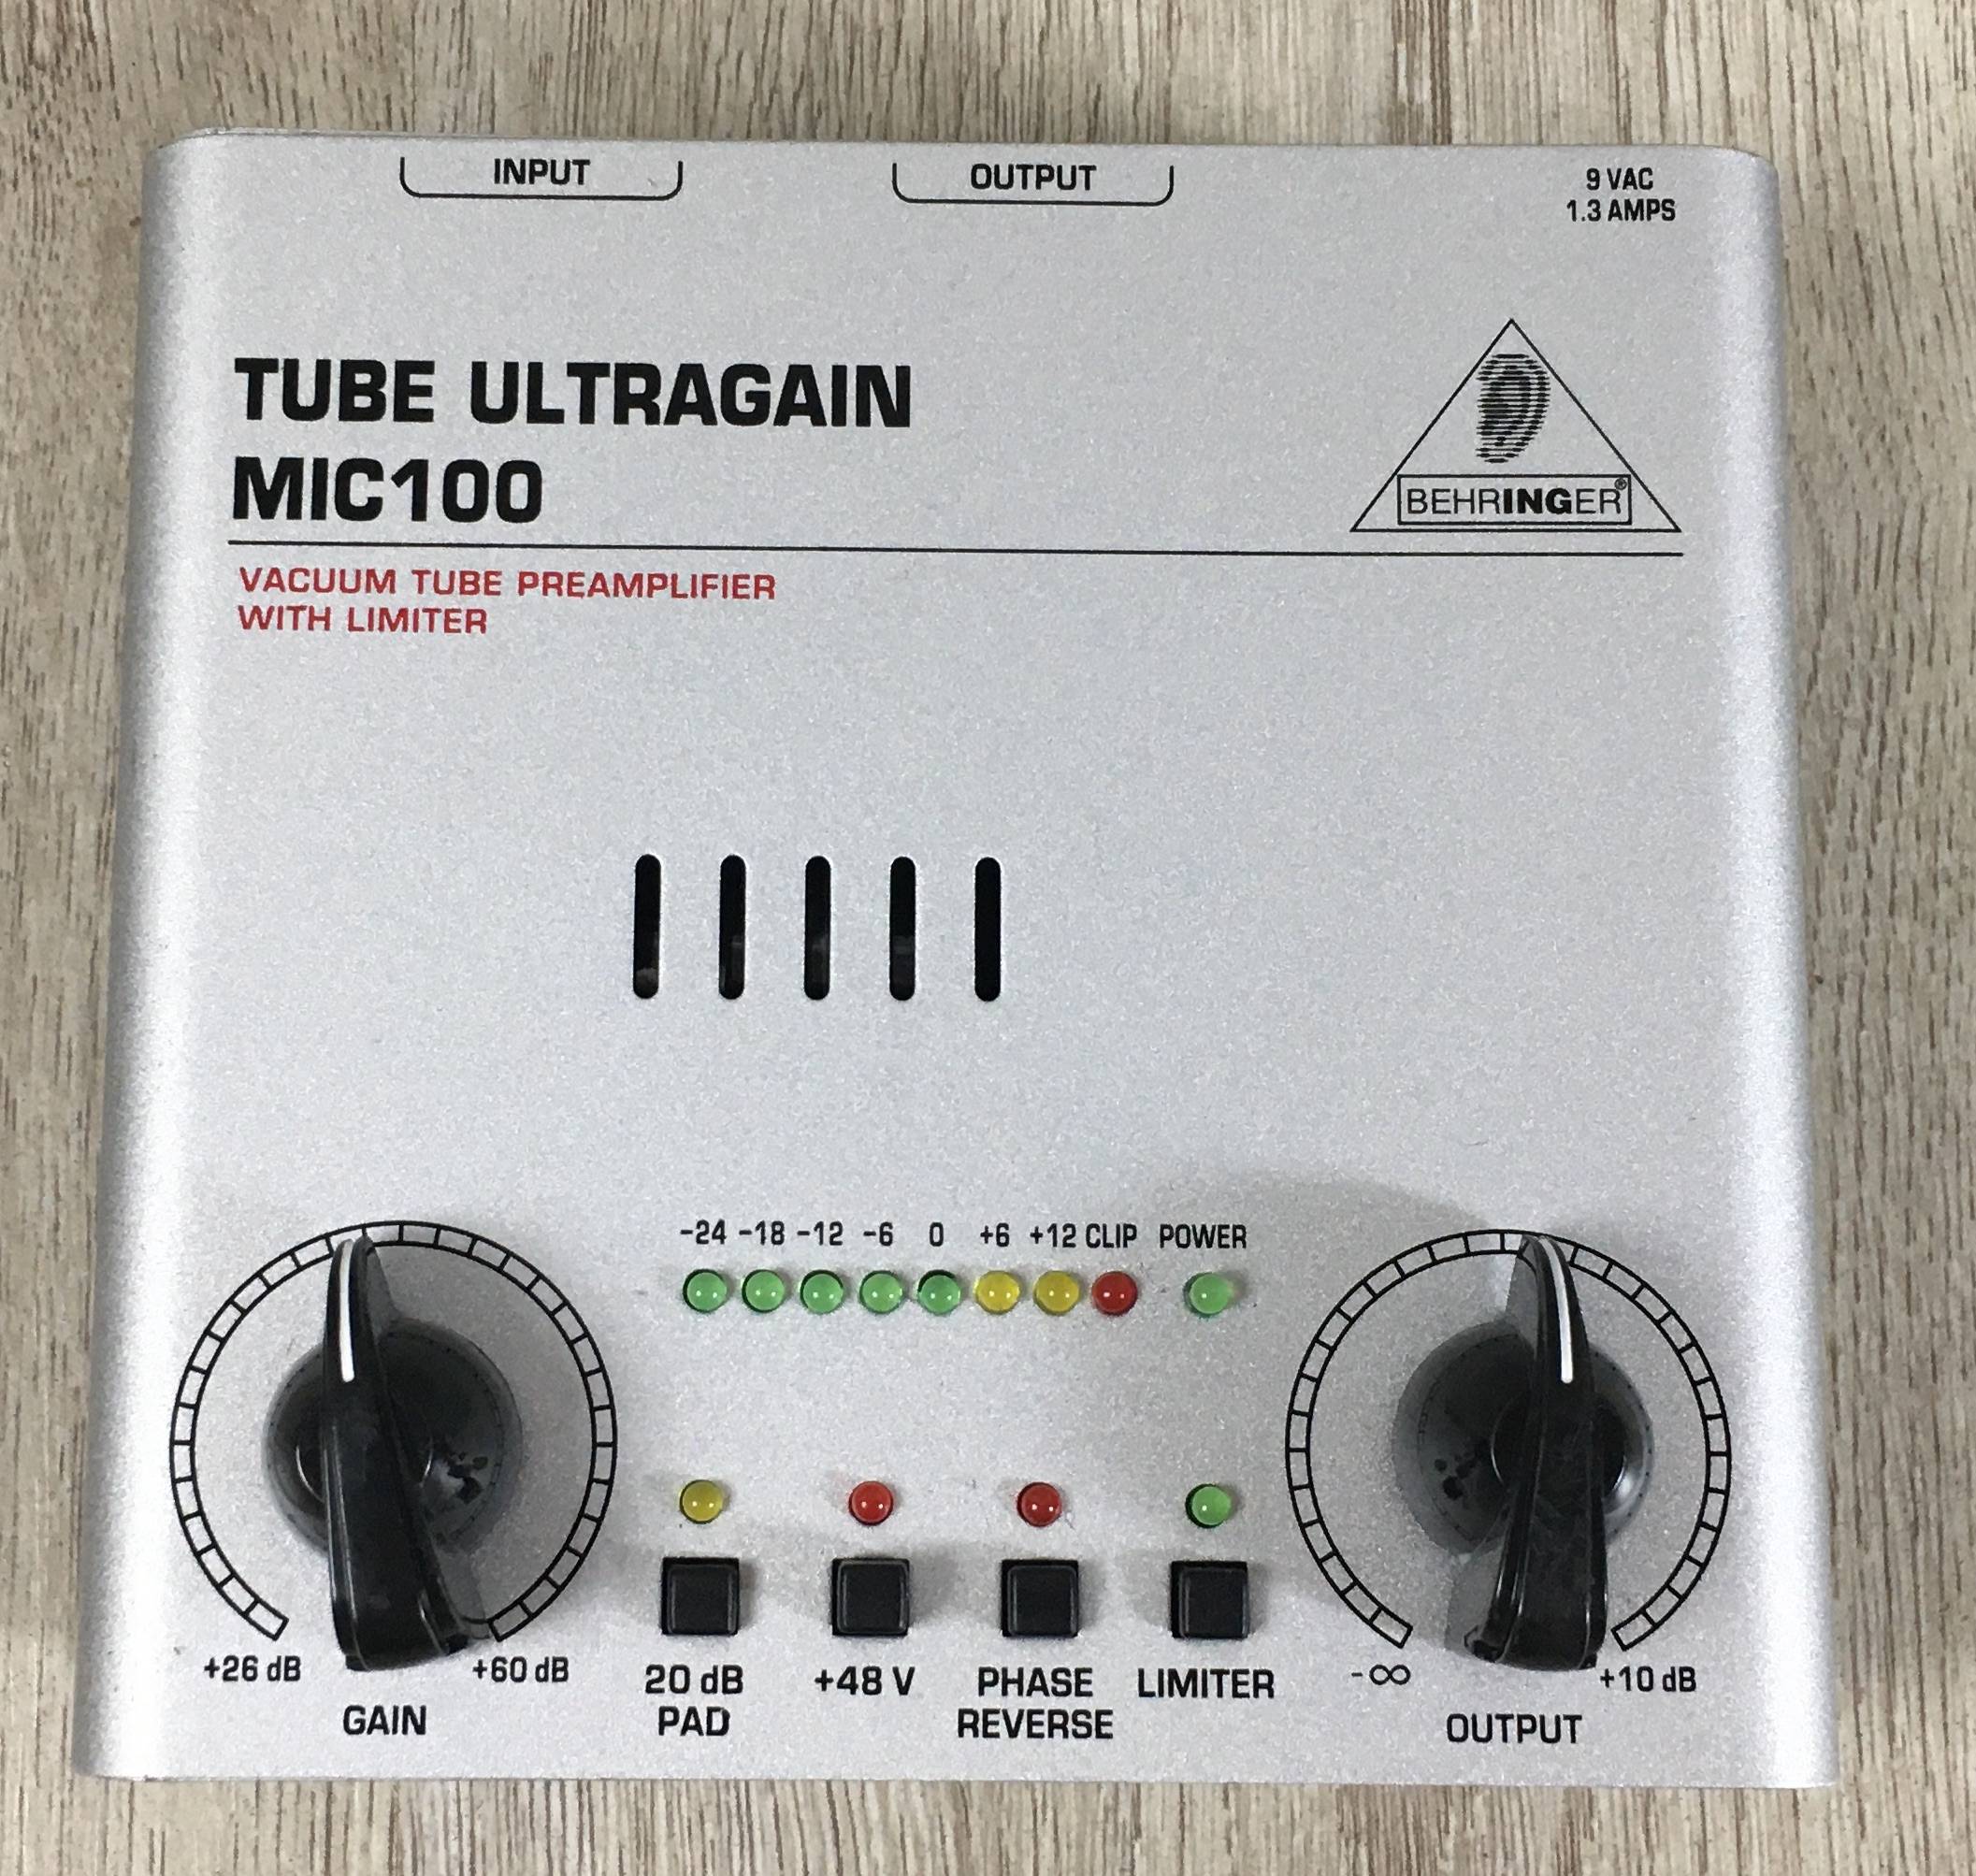 INPUT
OUTPUT
9 VAC
1.3 AMPS
TUBE ULTRAGAIN
MIC100
BEHRINGER®
VACUUM TUBE PREAMPLIFIER
WITH LIMITER
-24 -18 -12 -6 0 +6 +12 CLIP POWER
+26 dB
+60 dB
GAIN
20 dB
PAD
+48 V
PHASE
REVERSE
LIMITER
-∞
+10 dB
OUTPUT